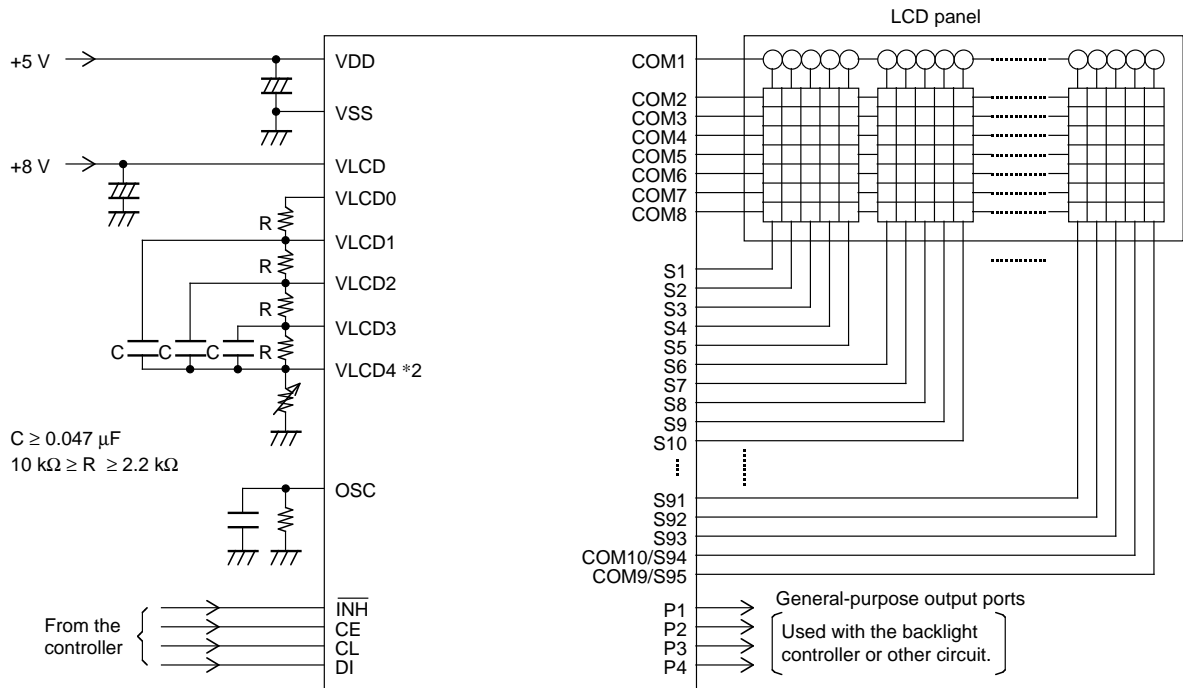 LCD panel
+5 V
VDD
VSS
+8 V
VLCD
VLCD0
R
VLCD1
R
VLCD2
R
VLCD3
C
C
C
R
VLCD4 *2
C ≥ 0.047 μF
10 kΩ ≥ R ≥ 2.2 kΩ
OSC
From the
controller
INH
CE
CL
DI
COM1
COM2
COM3
COM4
COM5
COM6
COM7
COM8
S1
S2
S3
S4
S5
S6
S7
S8
S9
S10
S91
S92
S93
COM10/S94
COM9/S95
P1
P2
P3
P4
General-purpose output ports
Used with the backlight
controller or other circuit.